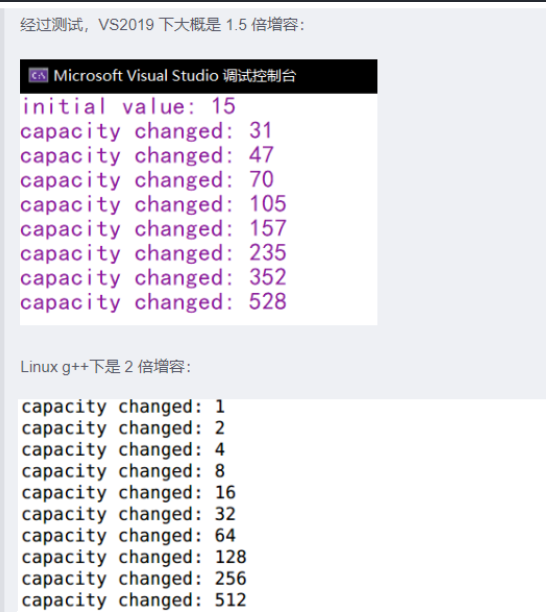 经过测试，VS2019 下大概是 1.5 倍增容：
C:\ Microsoft Visual Studio 调试控制台
initial value: 15
capacity changed: 31
capacity changed: 47
capacity changed: 70
capacity changed: 105
capacity changed: 157
capacity changed: 235
capacity changed: 352
capacity changed: 528
Linux g++下是 2 倍增容：
capacity changed: 1
capacity changed: 2
capacity changed: 4
capacity changed: 8
capacity changed: 16
capacity changed: 32
capacity changed: 64
capacity changed: 128
capacity changed: 256
capacity changed: 512